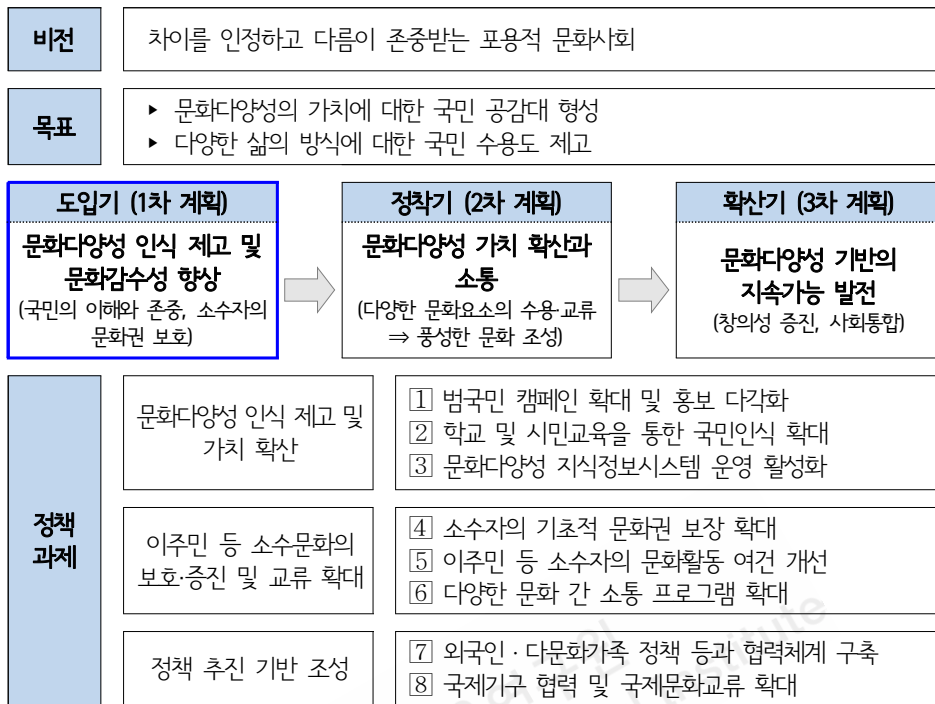 비전
차이를 인정하고 다름이 존중받는 포용적 문화사회
목표
▶ 문화다양성의 가치에 대한 국민 공감대 형성
▶ 다양한 삶의 방식에 대한 국민 수용도 제고
도입기 (1차 계획)
문화다양성 인식 제고 및
문화감수성 향상
(국민의 이해와 존중, 소수자의
문화권 보호)
정착기 (2차 계획)
문화다양성 가치 확산과
소통
(다양한 문화요소의 수용·교류
⇒ 풍성한 문화 조성)
확산기 (3차 계획)
문화다양성 기반의
지속가능 발전
(창의성 증진, 사회통합)
정책
과제
문화다양성 인식 제고 및
가치 확산
1 범국민 캠페인 확대 및 홍보 다각화
2 학교 및 시민교육을 통한 국민인식 확대
3 문화다양성 지식정보시스템 운영 활성화
이주민 등 소수문화의
보호·증진 및 교류 확대
4 소수자의 기초적 문화권 보장 확대
5 이주민 등 소수자의 문화활동 여건 개선
6 다양한 문화 간 소통 프로그램 확대
정책 추진 기반 조성
7 외국인·다문화가족 정책 등과 협력체계 구축
8 국제기구 협력 및 국제문화교류 확대